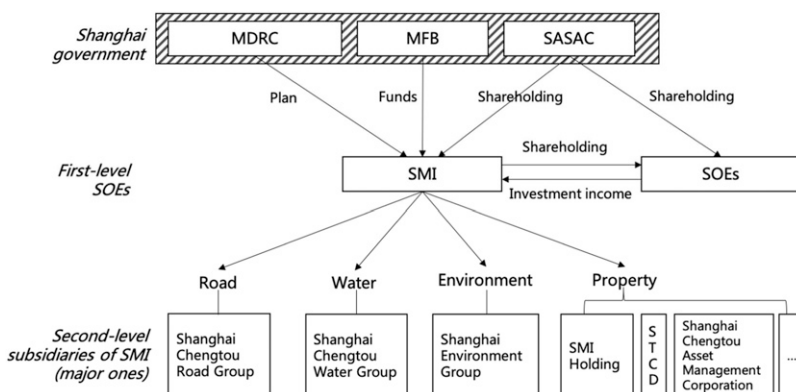 Shanghai
government
MDRC
MFB
SASAC
Plan
Funds
Shareholding
Shareholding
First-level
SOEs
SMI
Shareholding
Investment income
SOEs
Road
Water
Environment
Property
Second-level
subsidiaries of SMI
(major ones)
Shanghai
Chengtou
Road Group
Shanghai
Chengtou
Water Group
Shanghai
Environment
Group
SMI
Holding
S
T
C
D
Shanghai
Chengtou
Asset
Management
Corporation
...